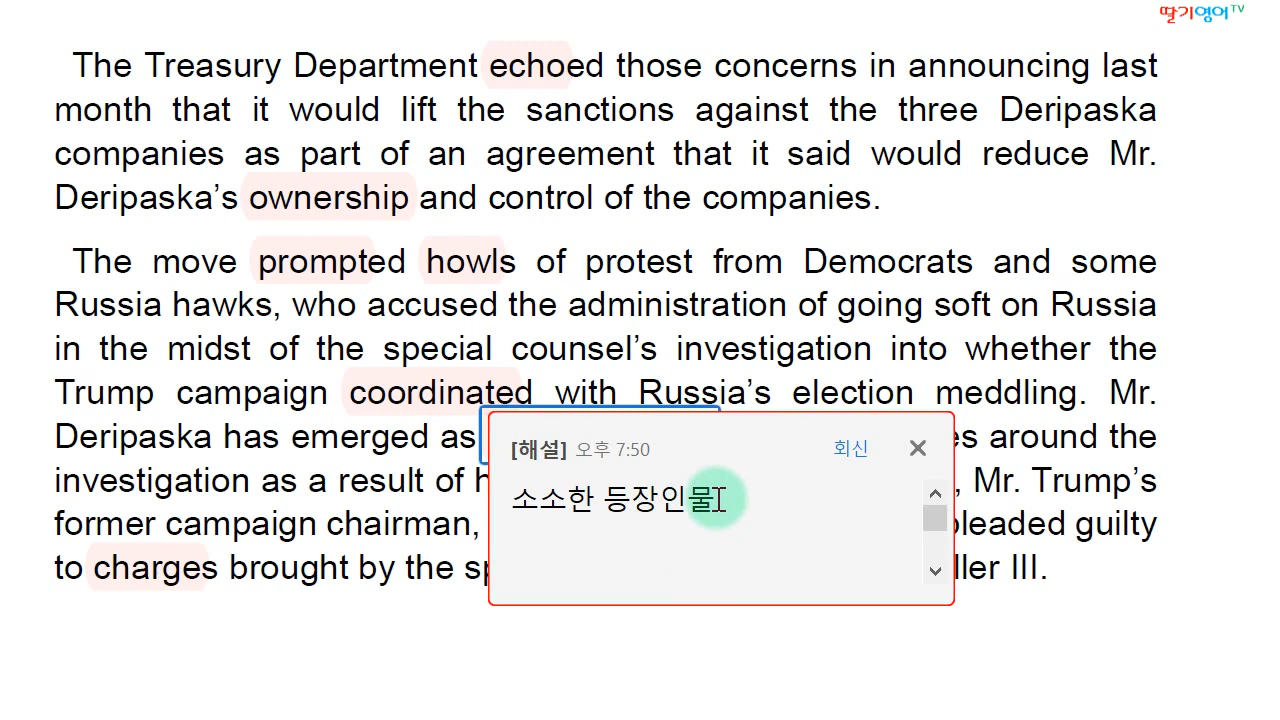 딸기영어TV
The Treasury Department echoed those concerns in announcing last
month that it would lift the sanctions against the three Deripaska
companies as part of an agreement that it said would reduce Mr.
Deripaska’s ownership and control of the companies.
The move prompted howls of protest from Democrats and some
Russia hawks, who accused the administration of going soft on Russia
in the midst of the special counsel’s investigation into whether the
Trump campaign coordinated with Russia’s election meddling. Mr.
Deripaska has emerged as around the
investigation as a result of Mr. Trump’s
former campaign chairman, pleaded guilty
to charges brought by the III.
[해설] 오후 7:50 회신
소소한 등장인물